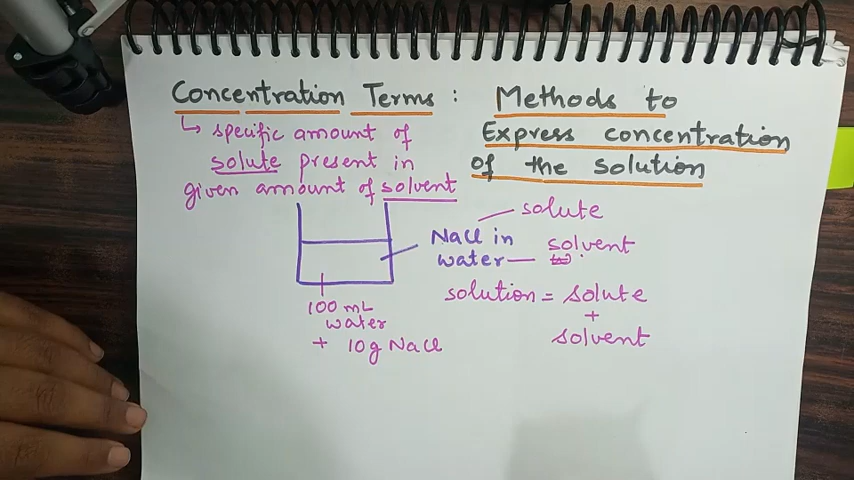 Concentration Terms : Methods to
Express concentration
of the solution
↳ specific amount of
solute present in
given amount of solvent
solute
NaCl in
water — solvent
100 mL
water
+ 10g NaCl
solution = solute
+
solvent